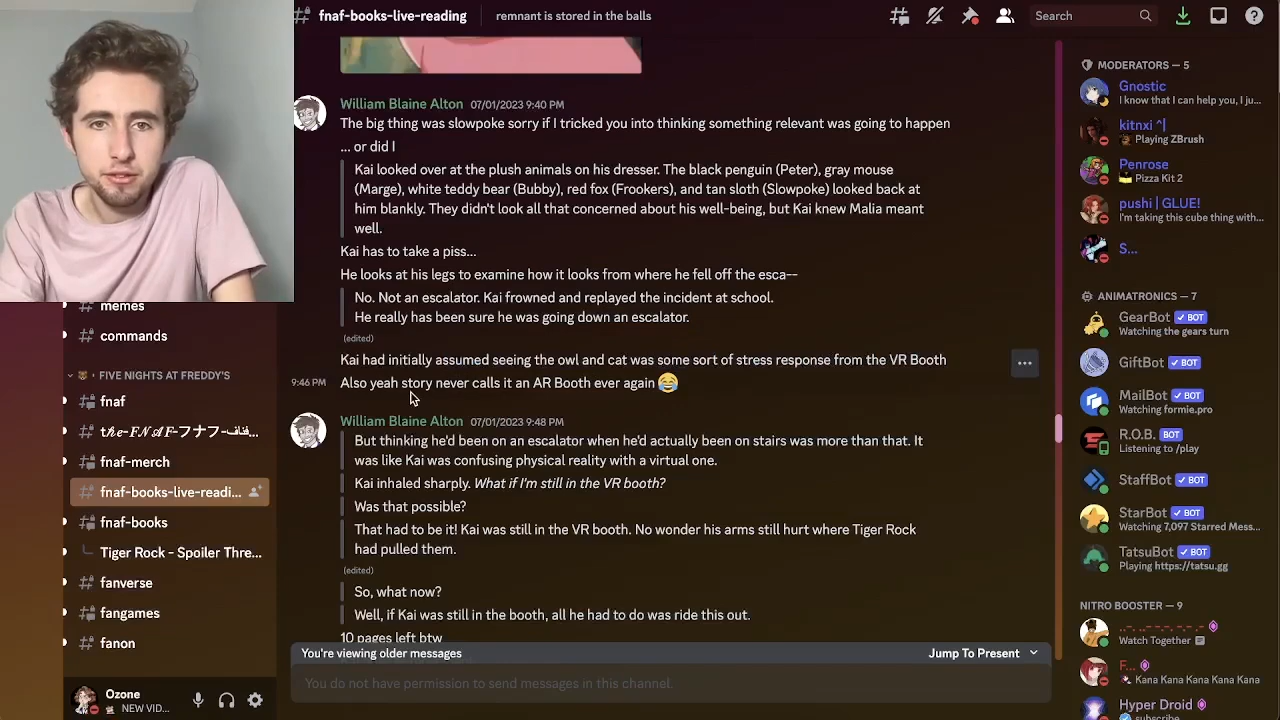 fnaf-books-live-reading
remnant is stored in the balls
Search
William Blaine Alton 07/01/2023 9:40 PM
The big thing was slowpoke sorry if I tricked you into thinking something relevant was going to happen
... or did I
Kai looked over at the plush animals on his dresser. The black penguin (Peter), gray mouse
(Marge), white teddy bear (Bubby), red fox (Frookers), and tan sloth (Slowpoke) looked back at
him blankly. They didn't look all that concerned about his well-being, but Kai knew Malia meant
well.
Kai has to take a piss...
He looks at his legs to examine how it looks from where he fell off the esca--
No. Not an escalator. Kai frowned and replayed the incident at school.
He really has been sure he was going down an escalator.
(edited)
Kai had initially assumed seeing the owl and cat was some sort of stress response from the VR Booth
9:46 PM Also yeah story never calls it an AR Booth ever again 😂
William Blaine Alton 07/01/2023 9:48 PM
But thinking he'd been on an escalator when he'd actually been on stairs was more than that. It
was like Kai was confusing physical reality with a virtual one.
Kai inhaled sharply. What if I'm still in the VR booth?
Was that possible?
That had to be it! Kai was still in the VR booth. No wonder his arms still hurt where Tiger Rock
had pulled them.
(edited)
So, what now?
Well, if Kai was still in the booth, all he had to do was ride this out.
10 pages left btw
You're viewing older messages
Jump To Present
You do not have permission to send messages in this channel.
memes
commands
FIVE NIGHTS AT FREDDY'S
fnaf
fnaf-merch
fnaf-books-live-readi...
fnaf-books
Tiger Rock - Spoiler Thre...
fanverse
fangames
fanon
Ozone
NEW VID...
MODERATORS — 5
Gnostic
I know that I can help you, I ju...
kitnxi ^|
Playing ZBrush
Penrose
Pizza Kit 2
pushi | GLUE!
I'm taking this cube thing with...
S...
ANIMATRONICS — 7
GearBot BOT
Watching the gears turn
GiftBot BOT
MailBot BOT
Watching formie.pro
R.O.B. BOT
Listening to /play
StaffBot BOT
StarBot BOT
Watching 7,097 Starred Mess...
TatsuBot BOT
Playing https://tatsu.gg
NITRO BOOSTER — 9
Watch Together
F...
Kana Kana Kana Kana Kana
Hyper Droid
subscribe